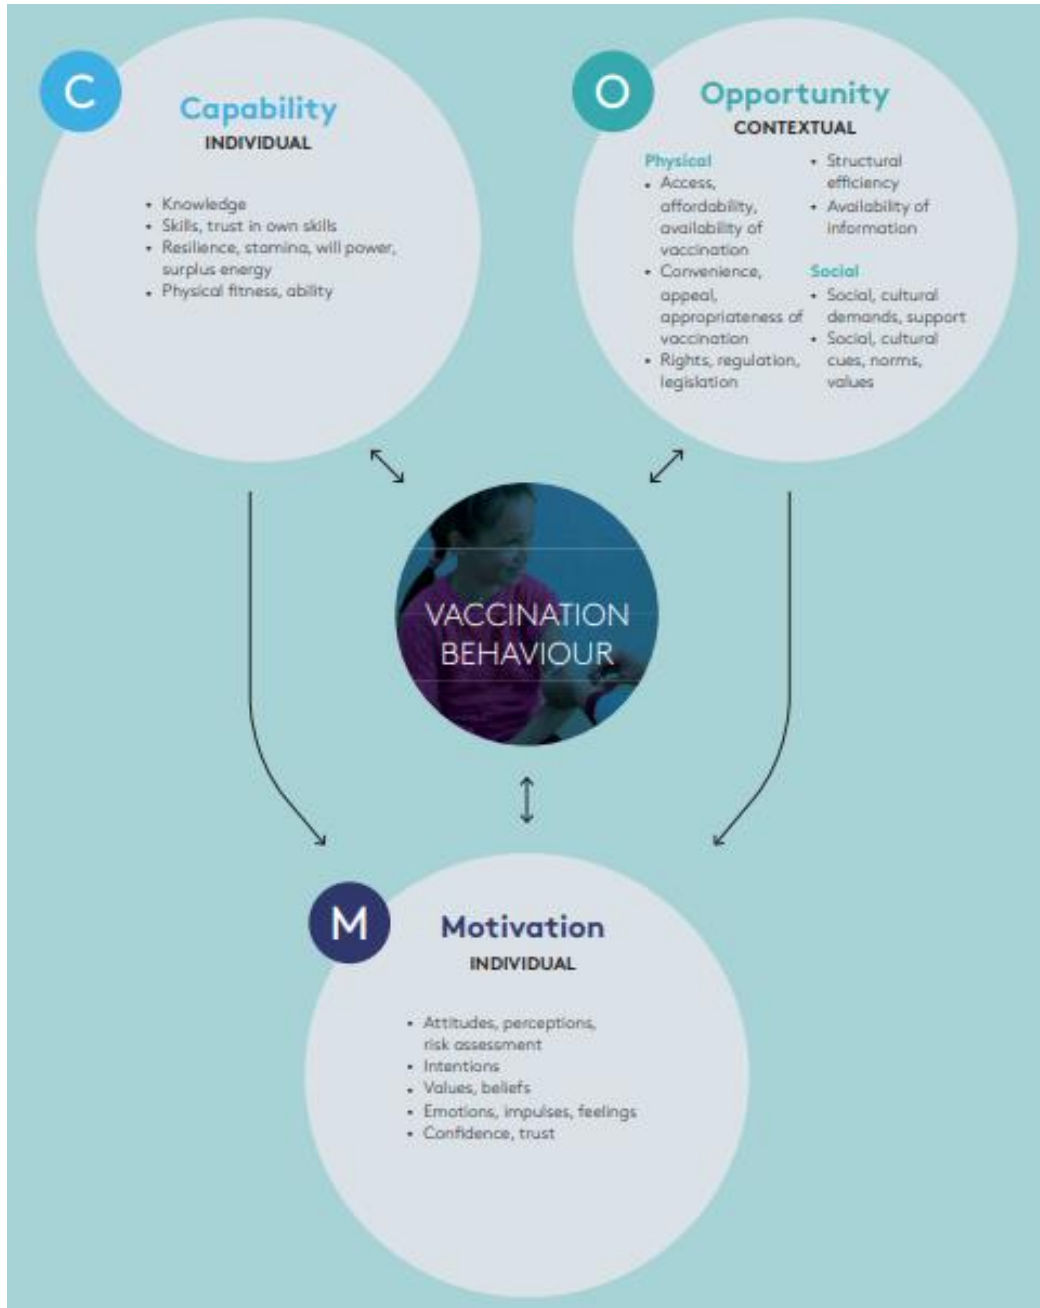 C
Capability
INDIVIDUAL
• Knowledge
• Skills, trust in own skills
• Resilience, stamina, will power,
surplus energy
• Physical fitness, ability
O
Opportunity
CONTEXTUAL
Physical
• Access,
affordability,
availability of
vaccination
• Convenience,
appeal,
appropriateness of
vaccination
• Rights, regulation,
legislation
• Structural
efficiency
• Availability of
information
Social
• Social, cultural
demands, support
• Social, cultural
cues, norms,
values
VACCINATION
BEHAVIOUR
M
Motivation
INDIVIDUAL
• Attitudes, perceptions,
risk assessment
• Intentions
• Values, beliefs
• Emotions, impulses, feelings
• Confidence, trust